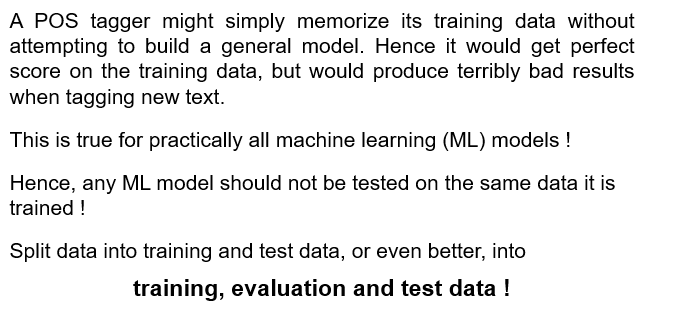 A POS tagger might simply memorize its training data without
attempting to build a general model. Hence it would get perfect
score on the training data, but would produce terribly bad results
when tagging new text.
This is true for practically all machine learning (ML) models !
Hence, any ML model should not be tested on the same data it is
trained !
Split data into training and test data, or even better, into
training, evaluation and test data !